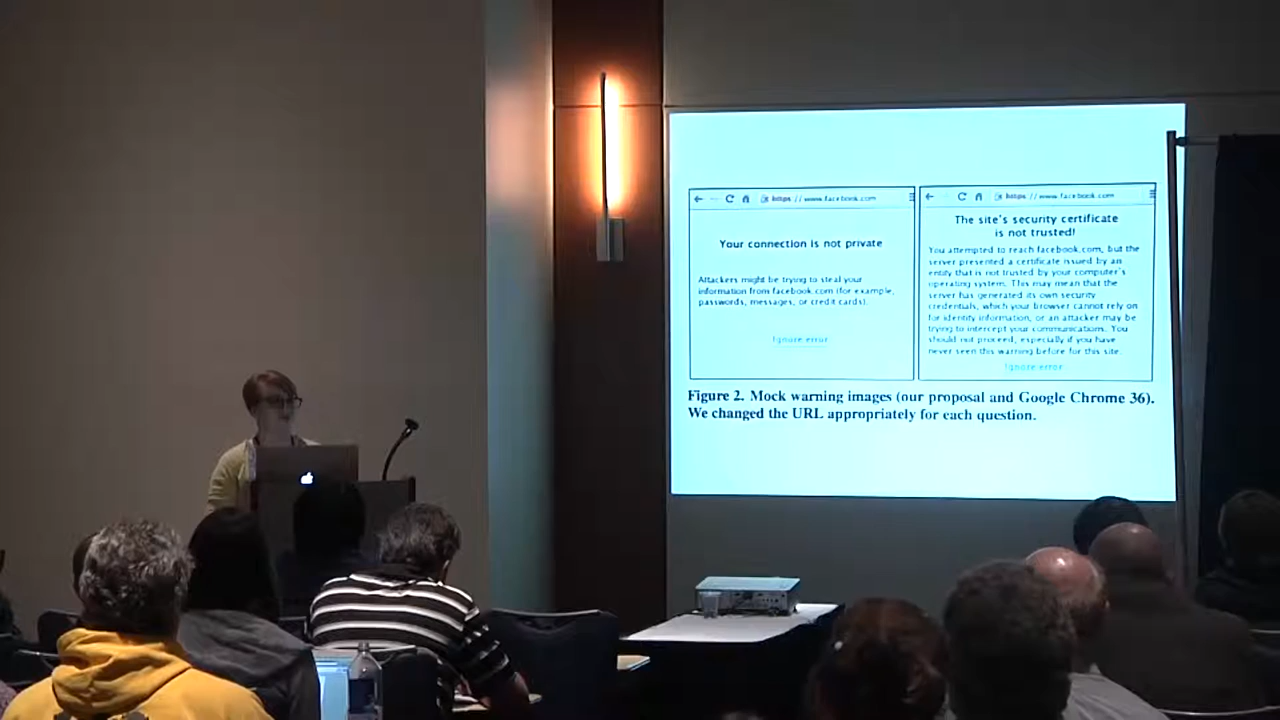 https://www.facebook.com
Your connection is not private
Attackers might be trying to steal your
information from facebook.com (for example,
passwords, messages, or credit cards).
Ignore error
https://www.facebook.com
The site's security certificate
is not trusted!
You attempted to reach facebook.com, but the
server presented a certificate issued by an
entity that is not trusted by your computer's
operating system. This may mean that the
server has generated its own security
credentials, which your browser cannot rely on
for identity information, or an attacker may be
trying to intercept your communications. You
should not proceed, especially if you have
never seen this warning before for this site.
Ignore error
Figure 2. Mock warning images (our proposal and Google Chrome 36).
We changed the URL appropriately for each question.